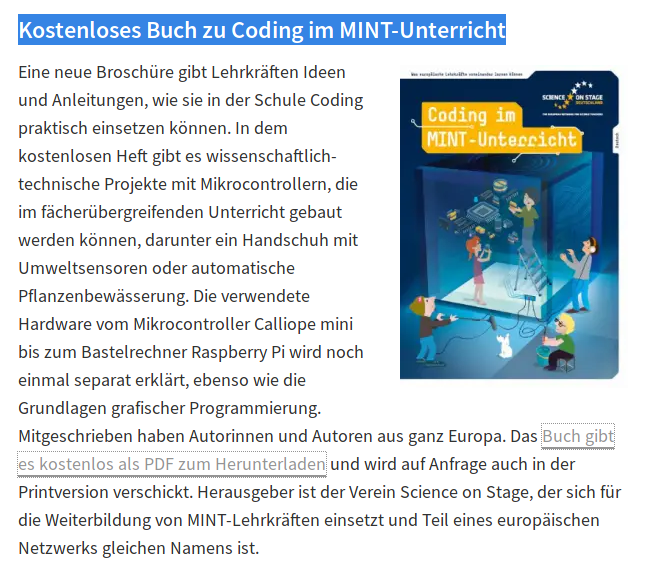 Kostenloses Buch zu Coding im MINT-Unterricht
Eine neue Broschüre gibt Lehrkräften Ideen
und Anleitungen, wie sie in der Schule Coding
praktisch einsetzen können. In dem
kostenlosen Heft gibt es wissenschaftlich-
technische Projekte mit Mikrocontrollern, die
im fächerübergreifenden Unterricht gebaut
werden können, darunter ein Handschuh mit
Umweltsensoren oder automatische
Pflanzenbewässerung. Die verwendete
Hardware vom Mikrocontroller Calliope mini
bis zum Bastelrechner Raspberry Pi wird noch
einmal separat erklärt, ebenso wie die
Grundlagen grafischer Programmierung.
Mitgeschrieben haben Autorinnen und Autoren aus ganz Europa. Das Buch gibt
es kostenlos als PDF zum Herunterladen und wird auf Anfrage auch in der
Printversion verschickt. Herausgeber ist der Verein Science on Stage, der sich für
die Weiterbildung von MINT-Lehrkräften einsetzt und Teil eines europäischen
Netzwerks gleichen Namens ist.
Was europäische Lehrkräfte voneinander lernen können
SCIENCE ON STAGE
DEUTSCHLAND
Coding im
MINT-Unterricht